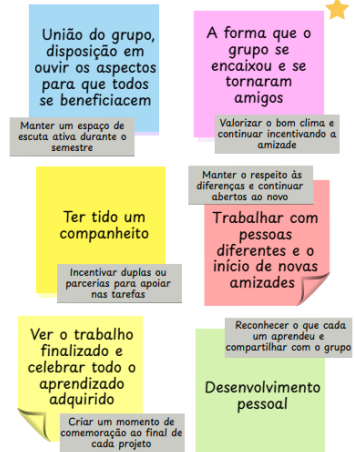 União do grupo,
disposição em
ouvir os aspectos
para que todos
se beneficiacem
Manter um espaço de
escuta ativa durante o
semestre
A forma que o
grupo se
encaixou e se
tornaram
amigos
Valorizar o bom clima e
continuar incentivando a
amizade
Ter tido um
companheito
Incentivar duplas ou
parcerias para apoiar
nas tarefas
Manter o respeito às
diferenças e continuar
abertos ao novo
Trabalhar com
pessoas
diferentes e o
início de novas
amizades
Ver o trabalho
finalizado e
celebrar todo o
aprendizado
adquirido
Criar um momento de
comemoração ao final de
cada projeto
Reconhecer o que cada
um aprendeu e
compartilhar com o grupo
Desenvolvimento
pessoal